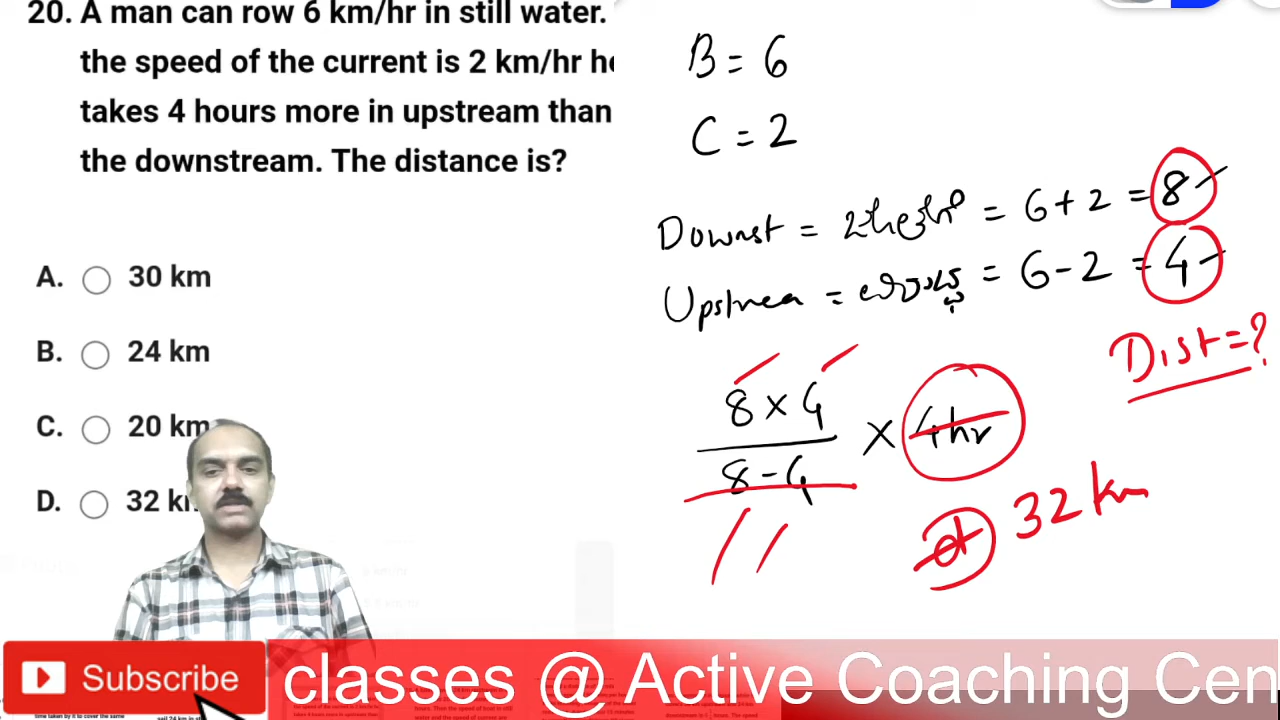 20. A man can row 6 km/hr in still water.
the speed of the current is 2 km/hr he
takes 4 hours more in upstream than
the downstream. The distance is?
A. 30 km
B. 24 km
C. 20 km
D. 32 k
B = 6
C = 2
Downst = = 6 + 2 = 8
Upstrea = = 6 - 2 = 4
Dist = ?
8 × 4
8 - 4
× 4hr
d 32 km
Subscribe
classes @ Active Coaching Cen